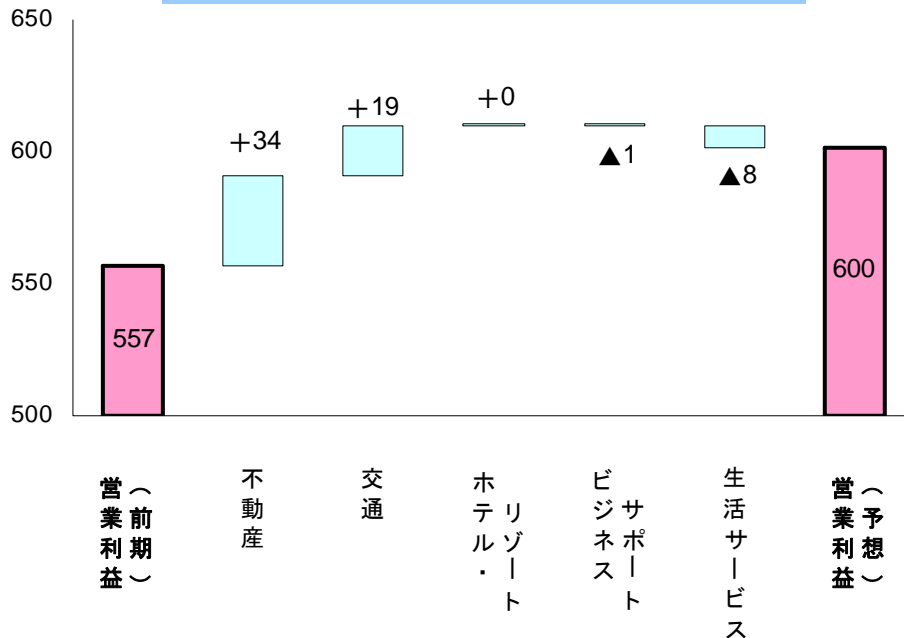 650
600
550
500
557
+34
+19
+0
▲1
▲8
600
営業利益
(前期)
不動産
交通
ホテル・
リゾート
ビジネス
サポート
生活サービス
営業利益
(予想)